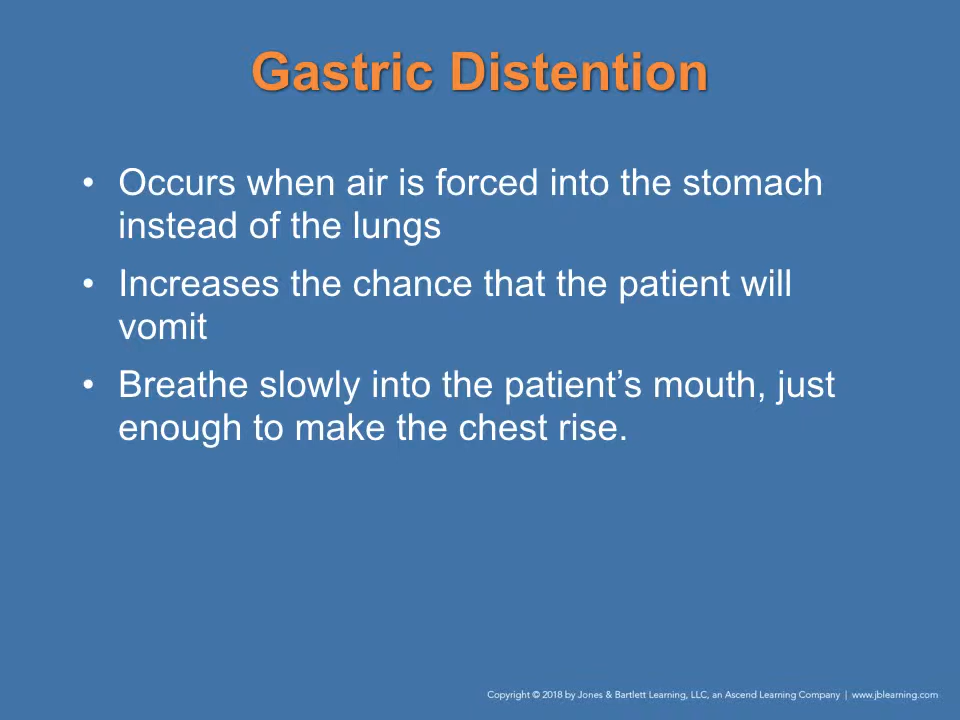 Gastric Distention
• Occurs when air is forced into the stomach
instead of the lungs
• Increases the chance that the patient will
vomit
• Breathe slowly into the patient’s mouth, just
enough to make the chest rise.
Copyright © 2018 by Jones & Bartlett Learning, LLC, an Ascend Learning Company | www.jblearning.com